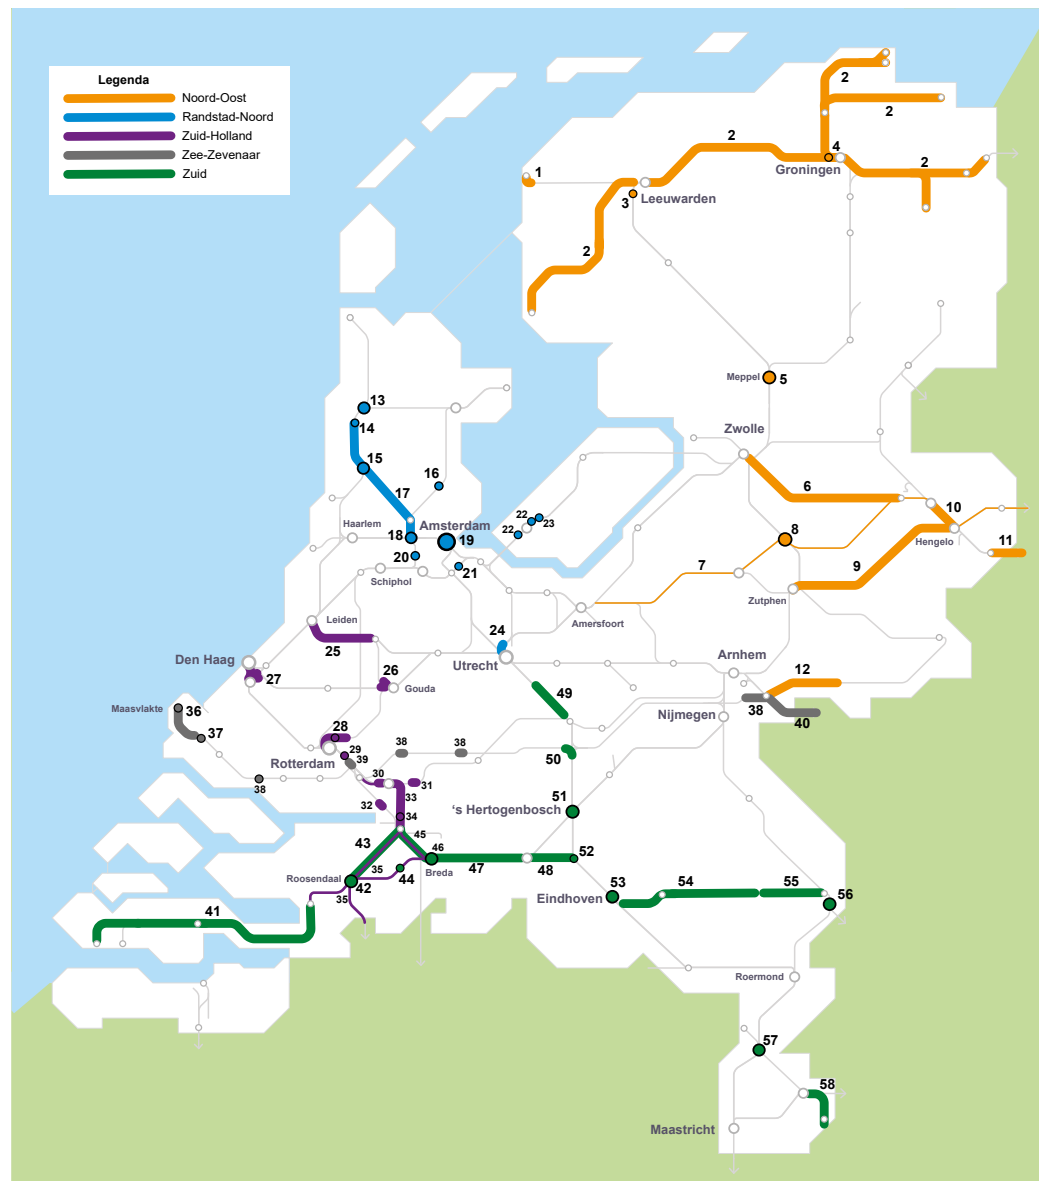 Legenda
Noord-Oost
Randstad-Noord
Zuid-Holland
Zee-Zevenaar
Zuid
2
2
2
4
Groningen
2
1
3
Leeuwarden
2
Meppel
5
13
14
Zwolle
15
16
6
17
10
22
23
Haarlem
Amsterdam
22
18
19
8
Hengelo
11
20
21
Schiphol
7
9
Zutphen
Leiden
Amersfoort
24
25
Den Haag
Utrecht
Arnhem
26
27
Gouda
12
49
38
40
Maasvlakte
36
Nijmegen
37
28
29
38
38
39
50
Rotterdam
30
31
38
33
32
51
34
's Hertogenbosch
43
45
46
35
44
Breda
47
48
52
Roosendaal
42
35
53
54
55
56
Eindhoven
41
Roermond
57
58
Maastricht